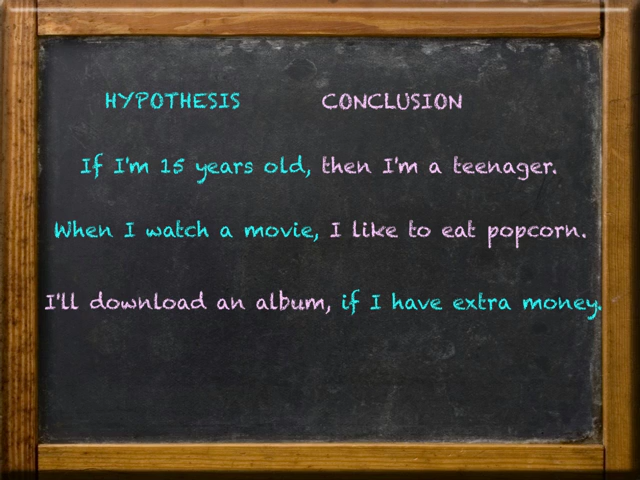 HYPOTHESIS CONCLUSION
If I'm 15 years old, then I'm a teenager.
When I watch a movie, I like to eat popcorn.
I'll download an album, if I have extra money.